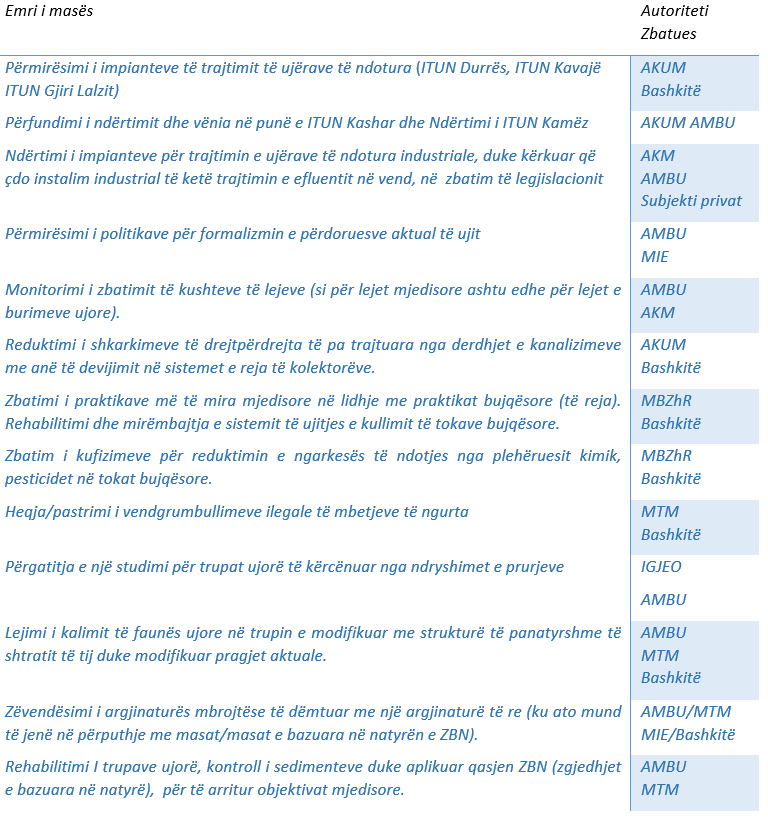 Emri i masës
Autoriteti
Zbatues
Përmirësimi i impianteve të trajtimit të ujërave të ndotura (ITUN Durrës, ITUN Kavajë
ITUN Gjiri Lalzit)
AKUM
Bashkitë
Përfundimi i ndërtimit dhe vënia në punë e ITUN Kashar dhe Ndërtimi i ITUN Kamëz
AKUM AMBU
Ndërtimi i impianteve për trajtimin e ujërave të ndotura industriale, duke kërkuar që
çdo instalim industrial të ketë trajtimin e efluentit në vend, në zbatim të legjislacionit
AKM
AMBU
Subjekti privat
Përmirësimi i politikave për formalizmin e përdoruesve aktual të ujit
AMBU
MIE
Monitorimi i zbatimit të kushteve të lejeve (si për lejet mjedisore ashtu edhe për lejet e
burimeve ujore).
AMBU
AKM
Reduktimi i shkarkimeve të drejtpërdrejta të pa trajtuara nga derdhjet e kanalizimeve
me anë të devijimit në sistemet e reja të kolektorëve.
AKUM
Bashkitë
Zbatimi i praktikave më të mira mjedisore në lidhje me praktikat bujqësore (të reja).
Rehabilitimi dhe mirëmbajtja e sistemit të ujitjes e kullimit të tokave bujqësore.
MBZhR
Bashkitë
Zbatim i kufizimeve për reduktimin e ngarkesës të ndotjes nga plehëruesit kimik,
pesticidet në tokat bujqësore.
MBZhR
Bashkitë
Heqja/pastrimi i vendgrumbullimeve ilegale të mbetjeve të ngurta
MTM
Bashkitë
Përgatitja e një studimi për trupat ujorë të kërcënuar nga ndryshimet e prurjeve
IGJEO
AMBU
Lejimi i kalimit të faunës ujore në trupin e modifikuar me strukturë të panatyrshme të
shtratit të tij duke modifikuar pragjet aktuale.
AMBU
MTM
Bashkitë
Zëvendësimi i argjinaturës mbrojtëse të dëmtuar me një argjinaturë të re (ku ato mund
të jenë në përputhje me masat/masat e bazuara në natyrën e ZBN).
AMBU/MTM
MIE/Bashkitë
Rehabilitimi I trupave ujorë, kontroll i sedimenteve duke aplikuar qasjen ZBN (zgjedhjet
e bazuara në natyrë), për të arritur objektivat mjedisore.
AMBU
MTM